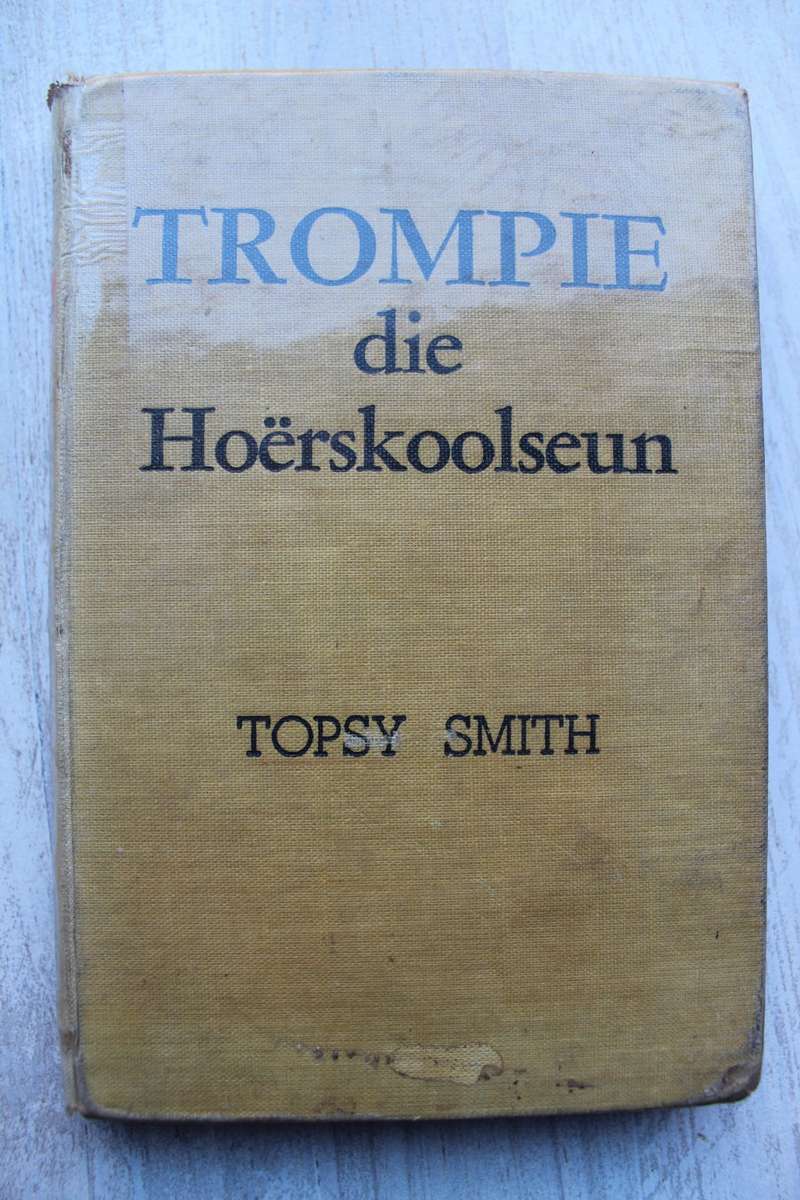 TROMPIE
die
Hoërskoolseun
TOPSY SMITH